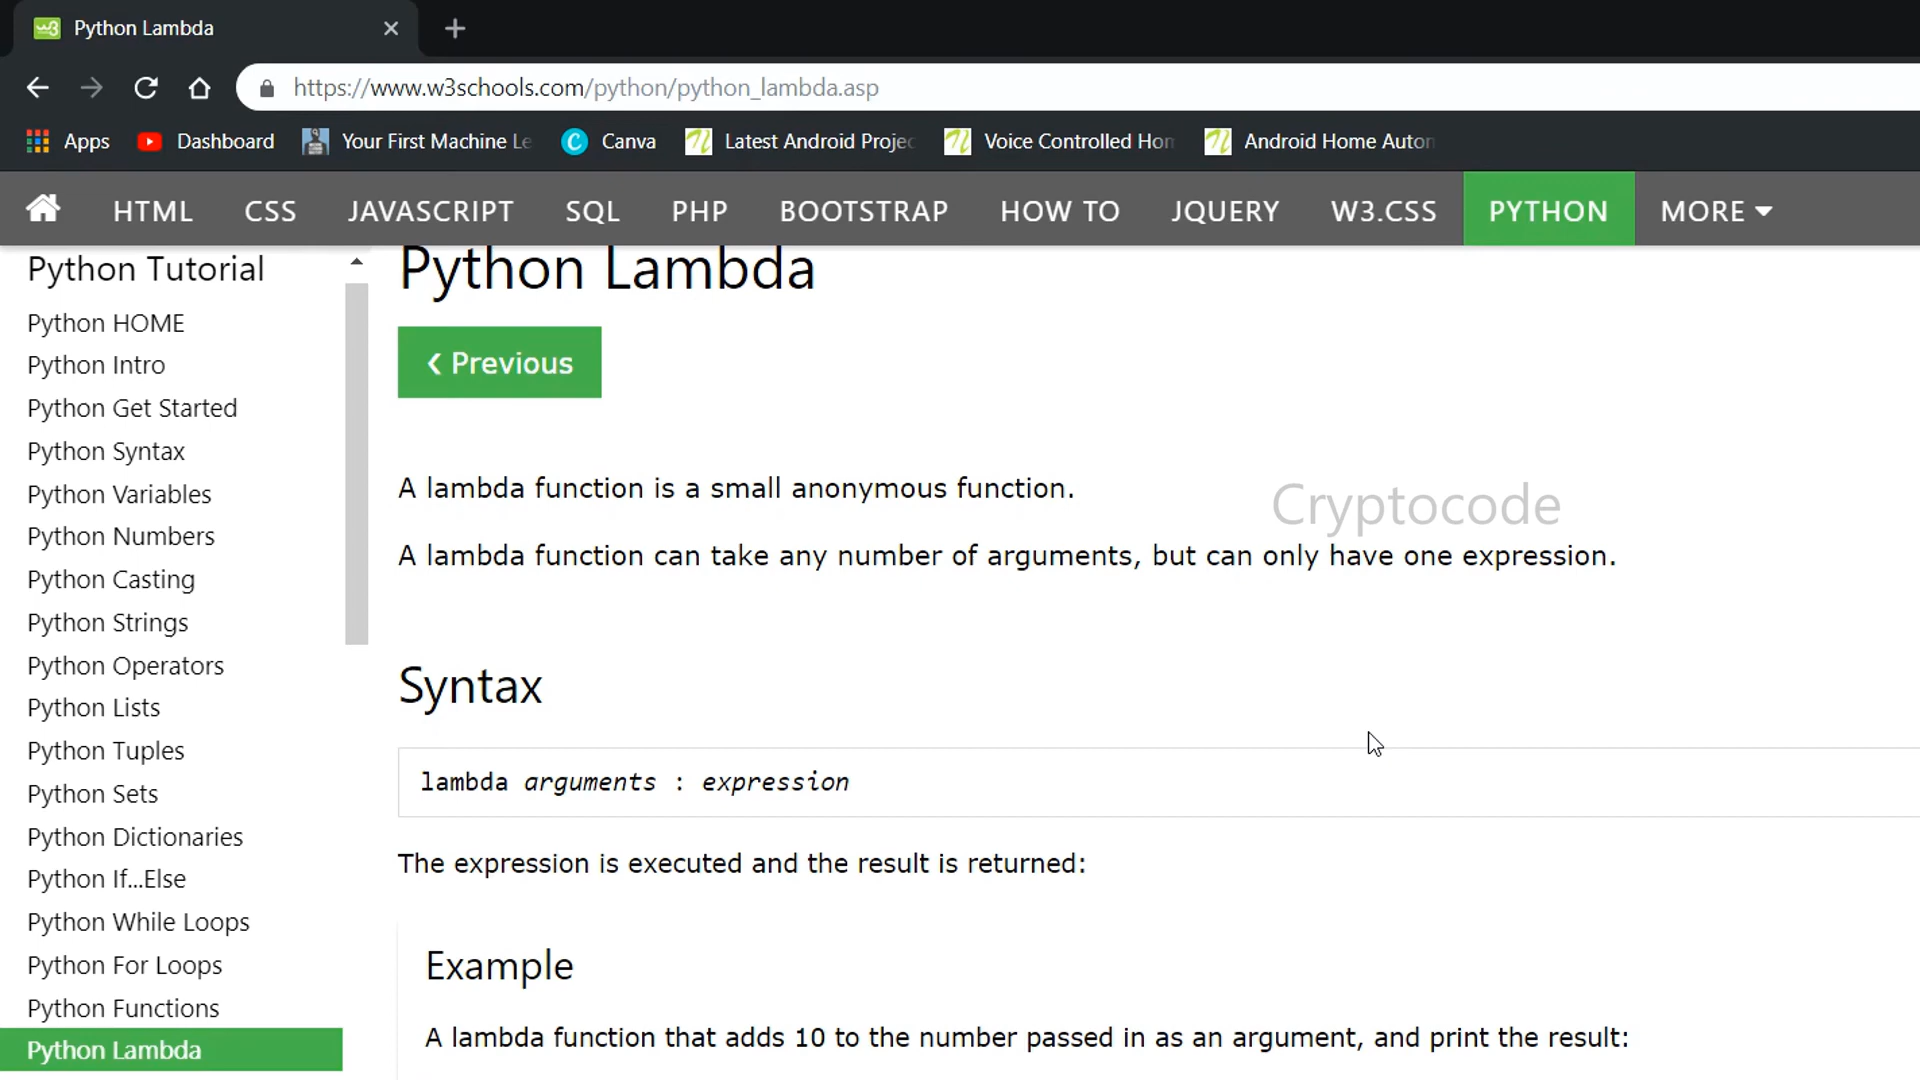 Python Lambda
https://www.w3schools.com/python/python_lambda.asp
Apps Dashboard Your First Machine Le Canva Latest Android Projec Voice Controlled Hom Android Home Autom
HTML CSS JAVASCRIPT SQL PHP BOOTSTRAP HOW TO JQUERY W3.CSS PYTHON MORE
Python Tutorial
Python HOME
Python Intro
Python Get Started
Python Syntax
Python Variables
Python Numbers
Python Casting
Python Strings
Python Operators
Python Lists
Python Tuples
Python Sets
Python Dictionaries
Python If...Else
Python While Loops
Python For Loops
Python Functions
Python Lambda
Python Lambda
❮ Previous
A lambda function is a small anonymous function.
Cryptocode
A lambda function can take any number of arguments, but can only have one expression.
Syntax
lambda arguments : expression
The expression is executed and the result is returned:
Example
A lambda function that adds 10 to the number passed in as an argument, and print the result: